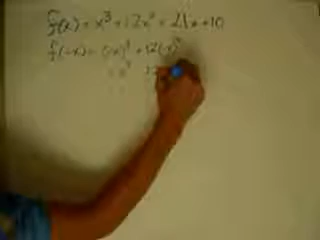 f(x) = x³ + 12x² + 21x + 10
f(-x) = (-x)³ + 12(-x)²